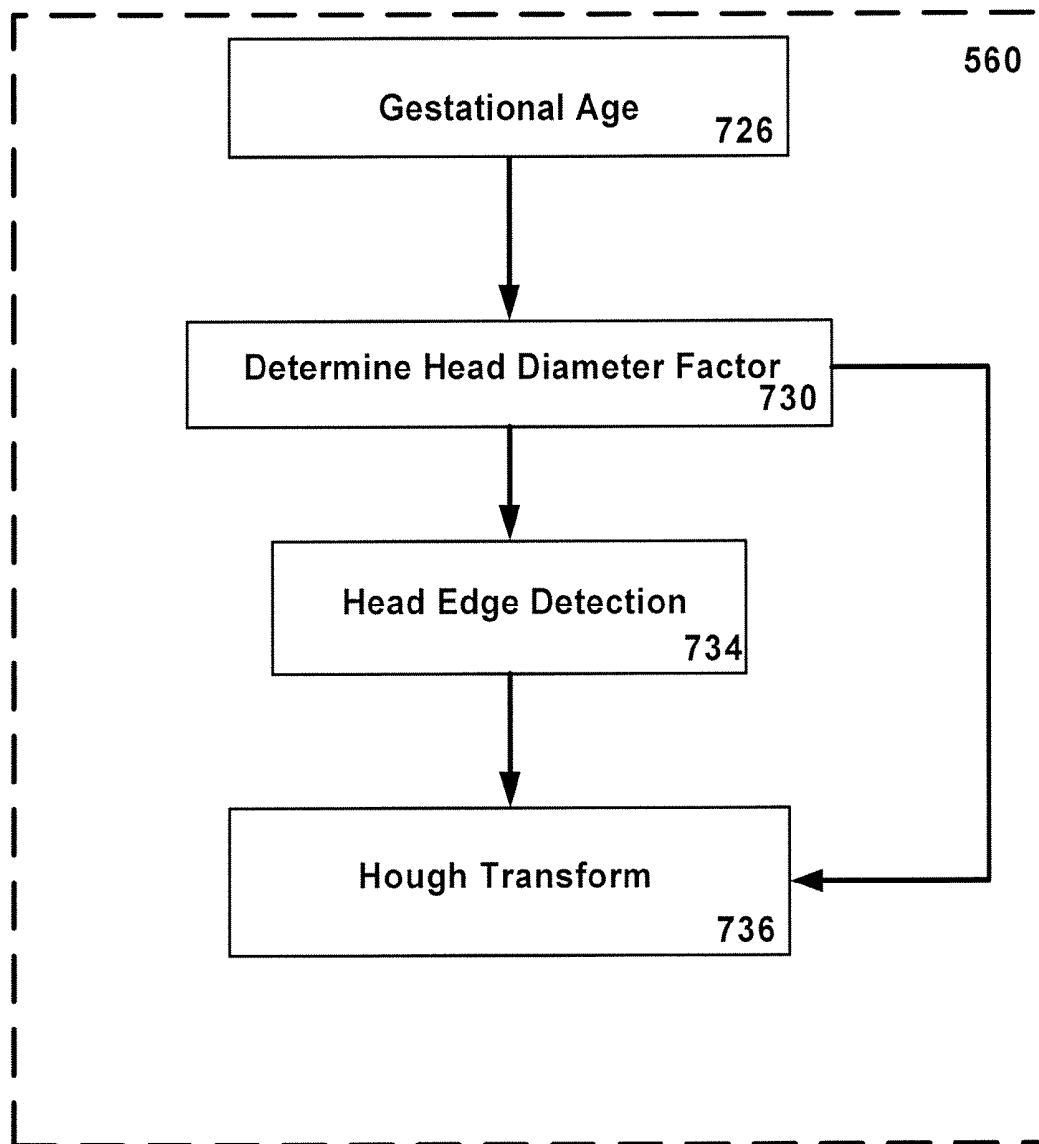 560
Gestational Age
726
Determine Head Diameter Factor
730
Head Edge Detection
734
Hough Transform
736